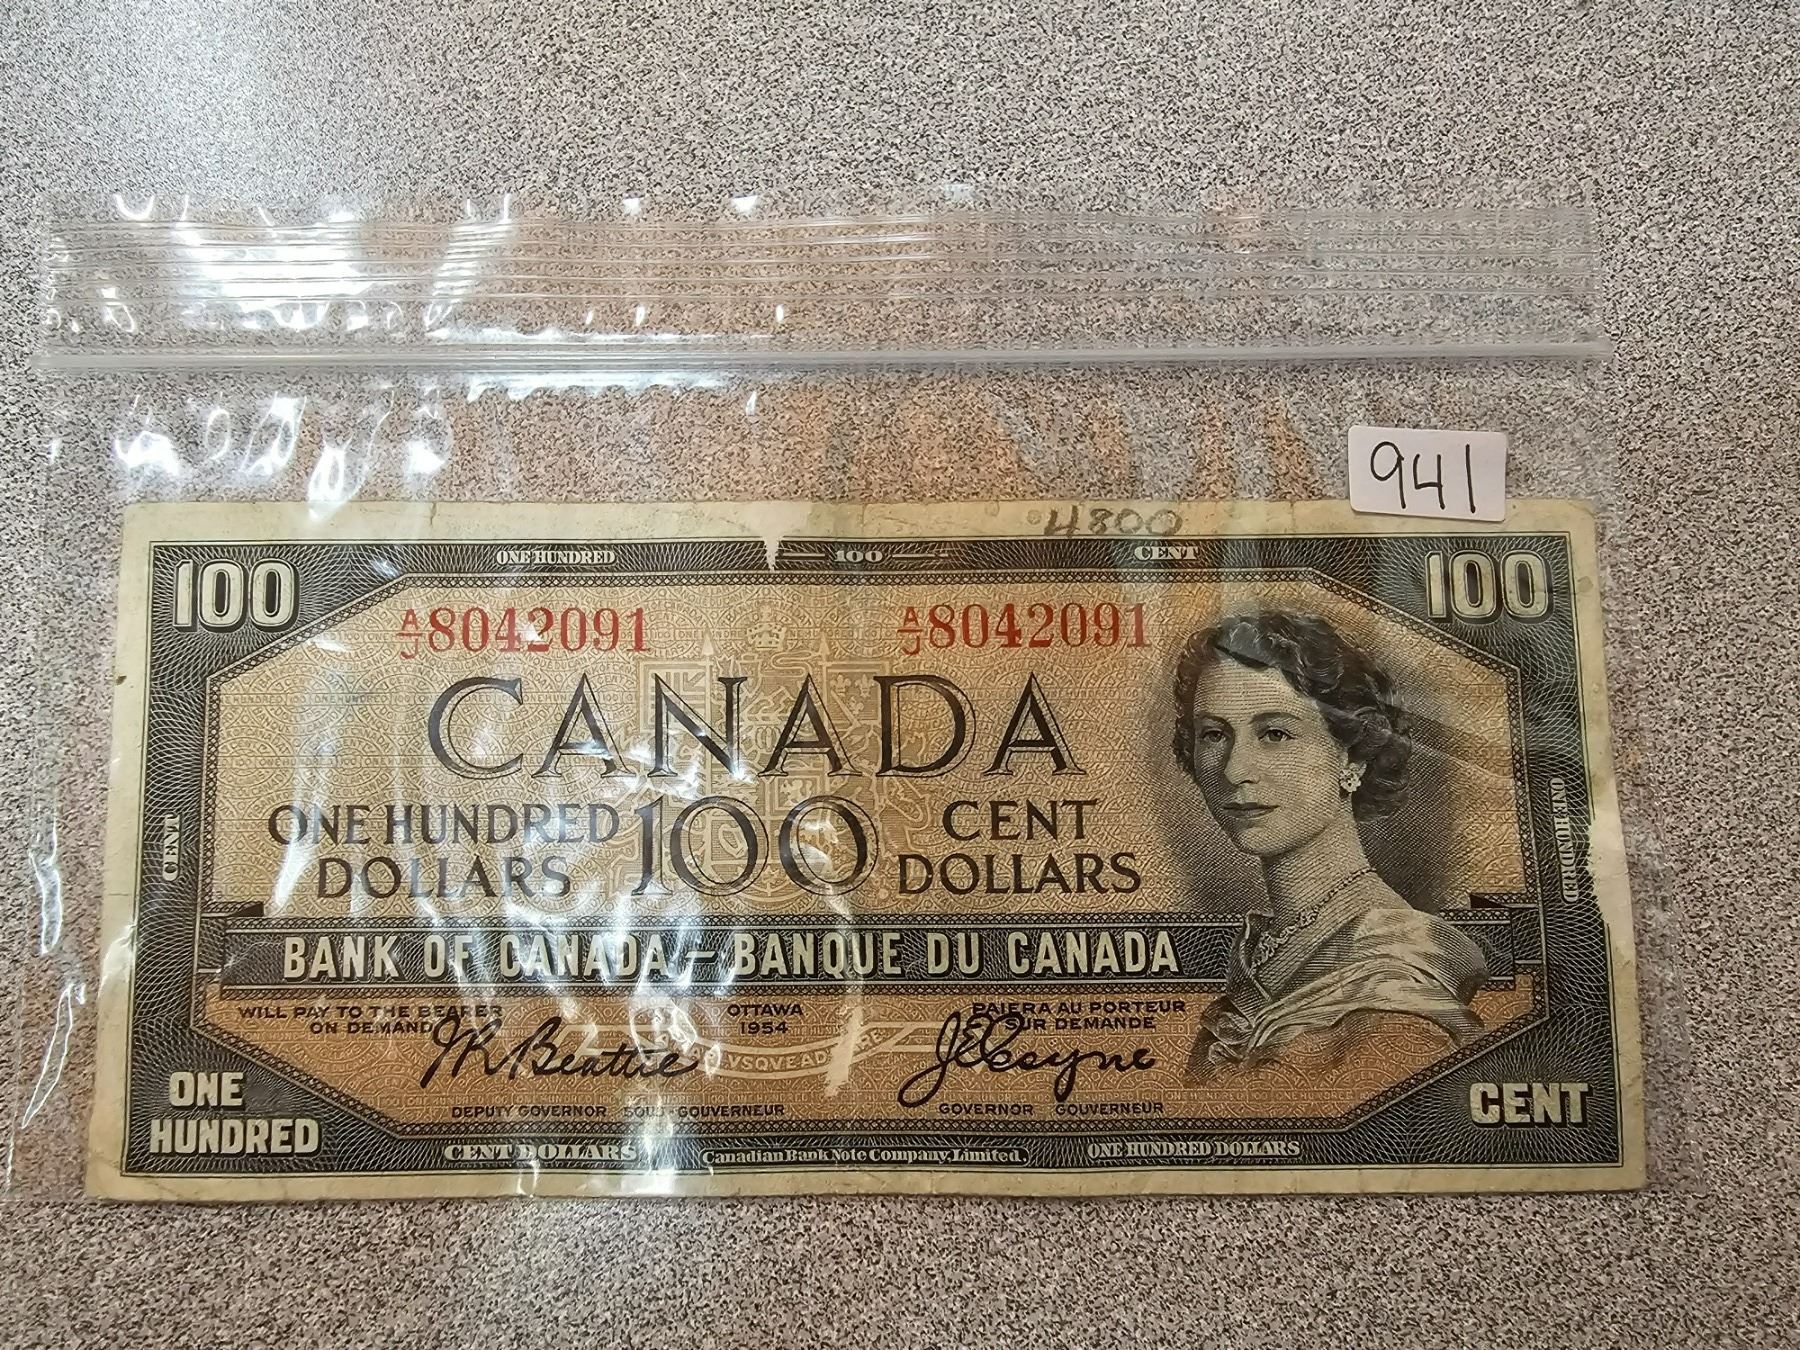 941
4800
ONE HUNDRED 100 CENT
100 100
A/J 8042091 A/J 8042091
CANADA
ONE HUNDRED DOLLARS 100 CENT DOLLARS
CENT
ONE HUNDRED
BANK OF CANADA – BANQUE DU CANADA
WILL PAY TO THE BEARER ON DEMAND
OTTAWA 1954
PAIERA AU PORTEUR SUR DEMANDE
JR Beattie
JECoyne
DEPUTY GOVERNOR SOUS-GOUVERNEUR
GOVERNOR GOUVERNEUR
ONE HUNDRED
CENT
CENT DOLLARS Canadian Bank Note Company, Limited. ONE HUNDRED DOLLARS